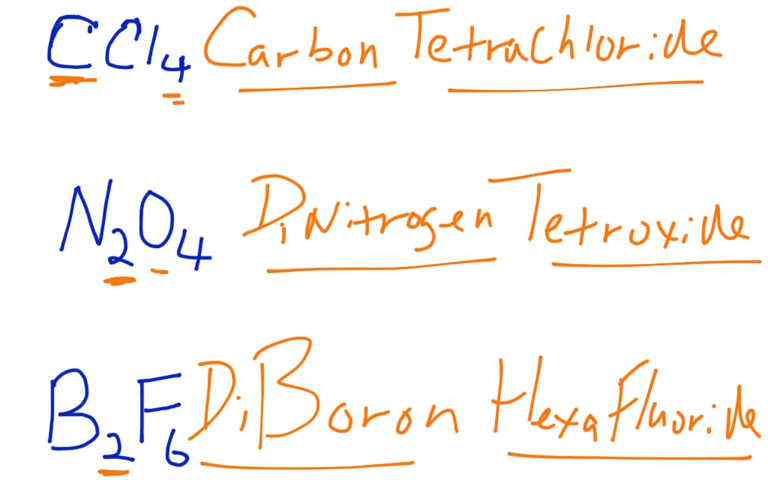 CCl₄ Carbon Tetrachloride
N₂O₄ DiNitrogen Tetroxide
B₂F₆ DiBoron HexaFluoride